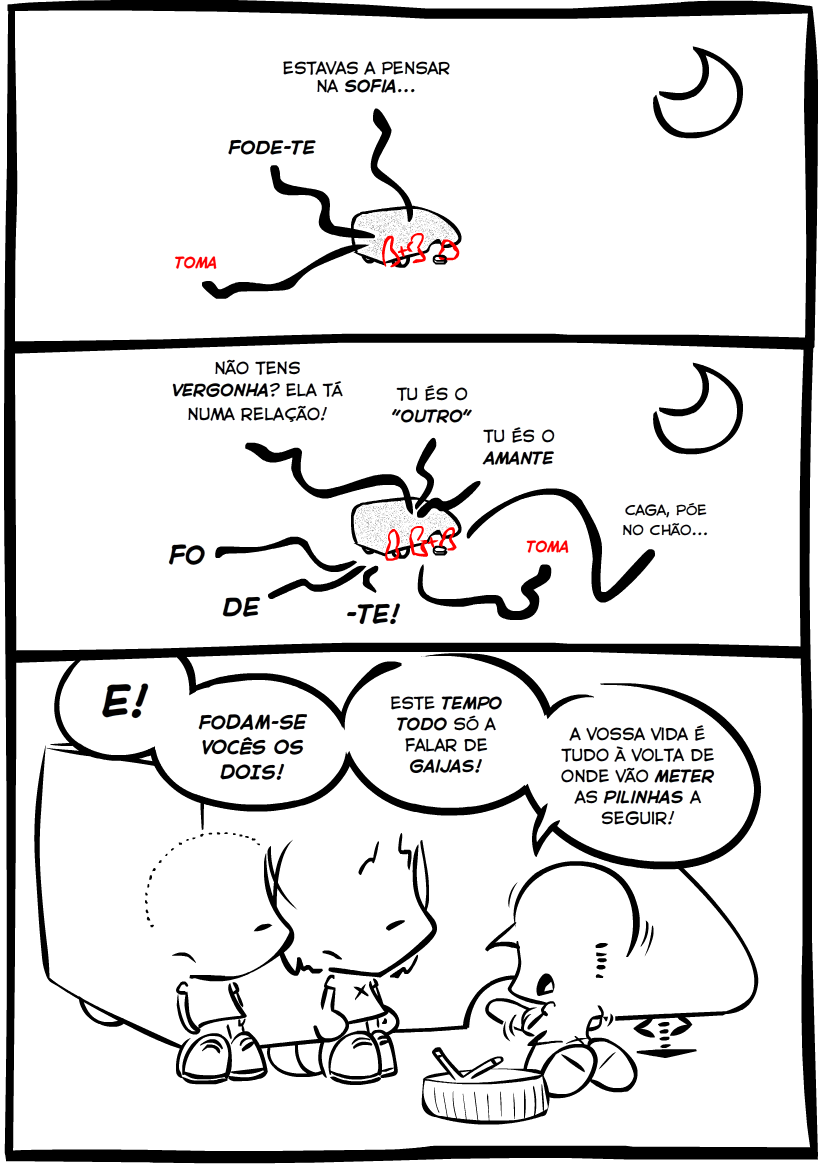 ESTAVAS A PENSAR
NA SOFIA...
FODE-TE
TOMA
NÃO TENS
VERGONHA? ELA TÁ
NUMA RELAÇÃO!
TU ÉS O
"OUTRO"
TU ÉS O
AMANTE
CAGA, PÕE
NO CHÃO...
TOMA
FO
DE
-TE!
E!
FODAM-SE
VOCÊS OS
DOIS!
ESTE TEMPO
TODO SÓ A
FALAR DE
GAIJAS!
A VOSSA VIDA É
TUDO À VOLTA DE
ONDE VÃO METER
AS PILINHAS A
SEGUIR!